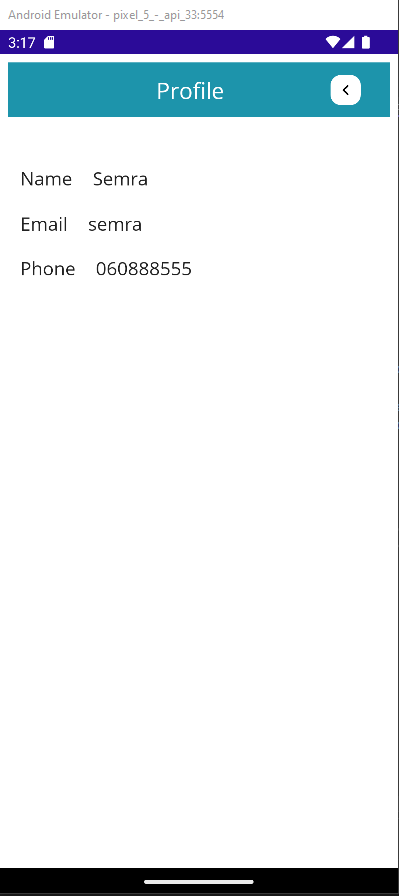 Android Emulator - pixel_5_-_api_33:5554
3:17
Profile
Name Semra
Email semra
Phone 060888555